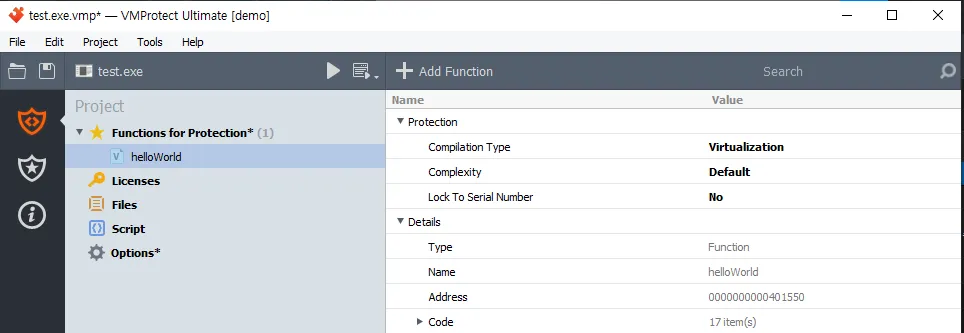 test.exe.vmp* — VMProtect Ultimate [demo]
File Edit Project Tools Help
test.exe Add Function Search
Project
Functions for Protection* (1)
V helloWorld
Licenses
Files
Script
Options*
Name Value
Protection
Compilation Type Virtualization
Complexity Default
Lock To Serial Number No
Details
Type Function
Name helloWorld
Address 0000000000401550
Code 17 item(s)